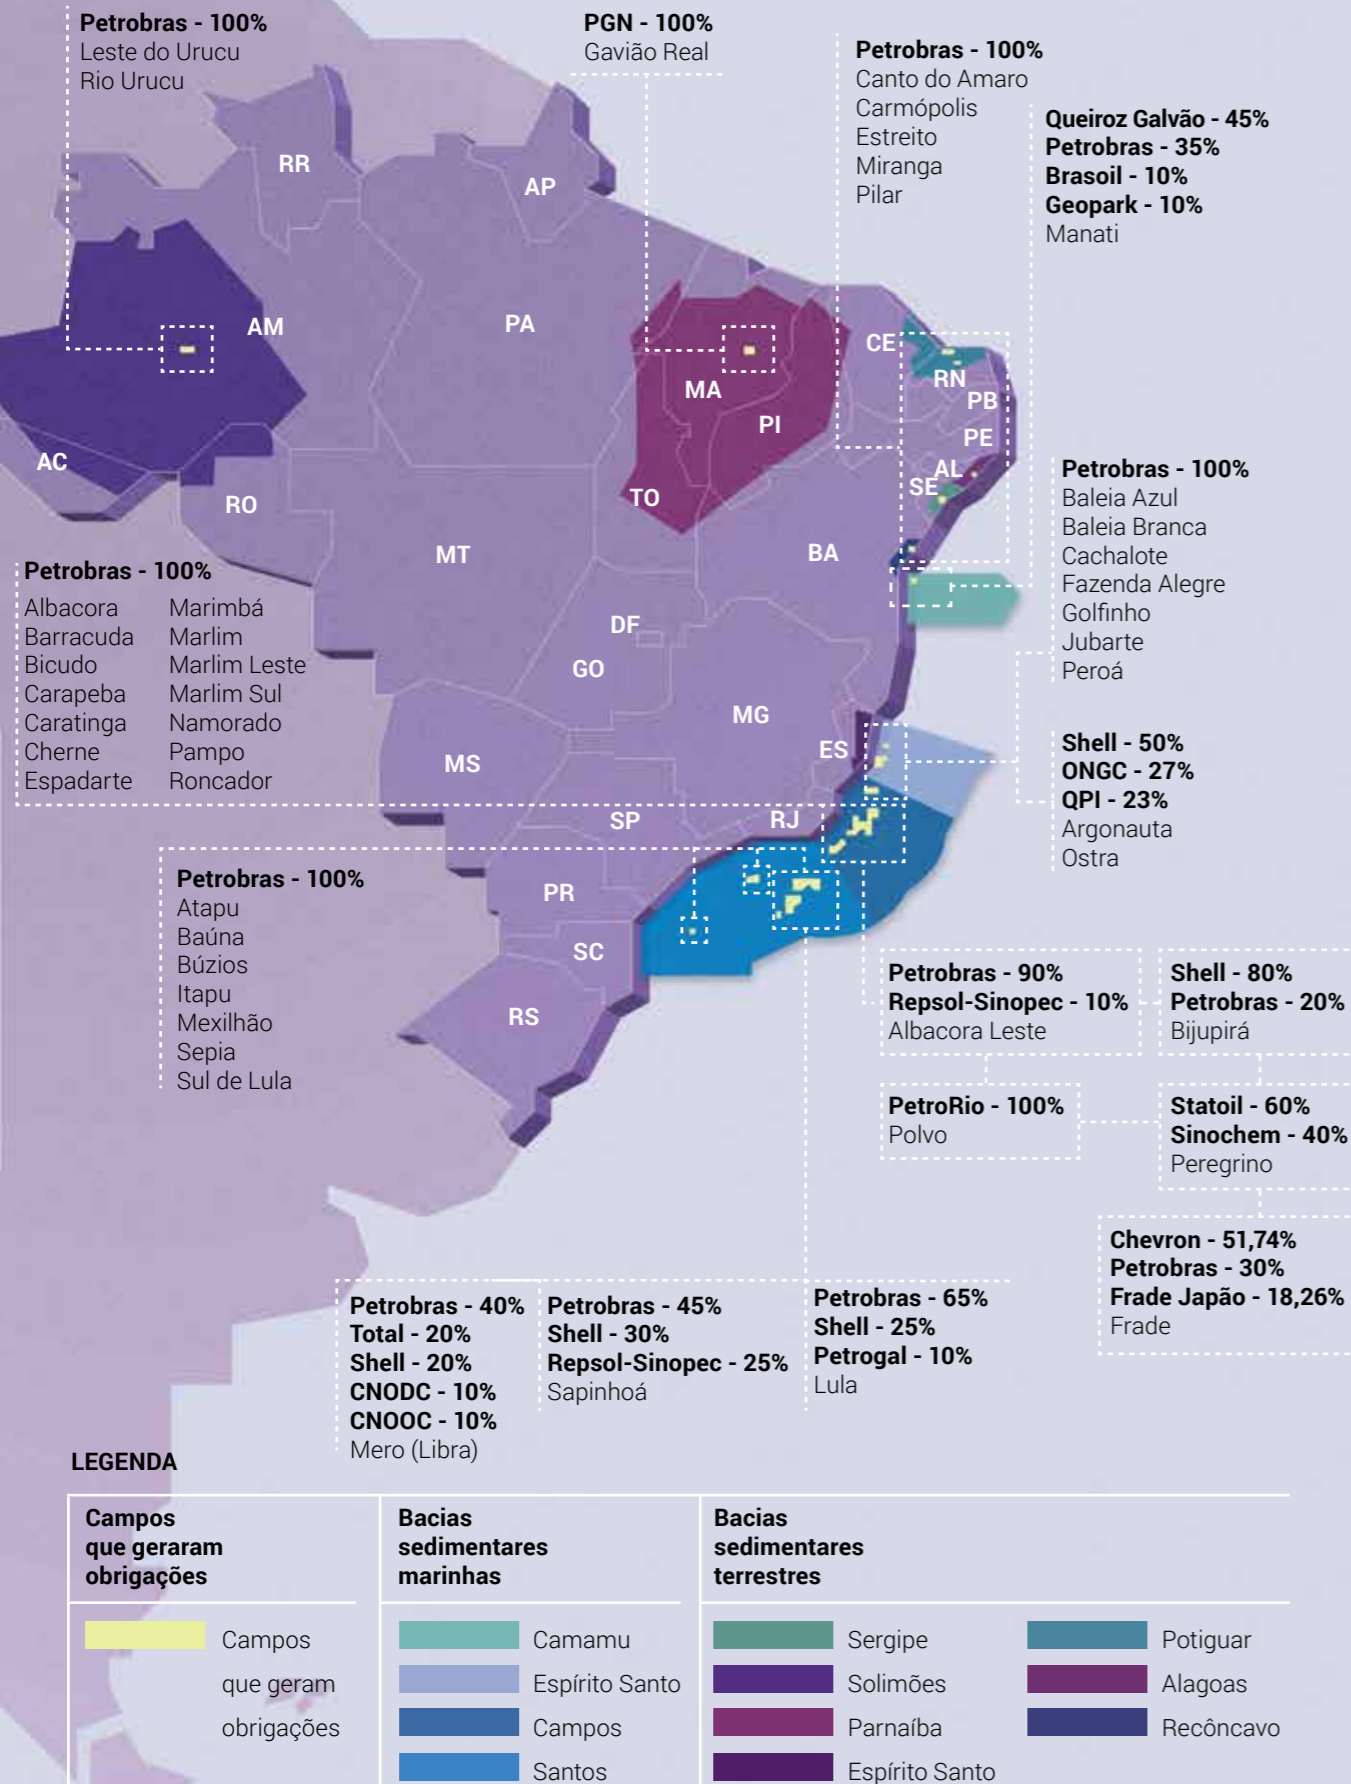 Petrobras - 100%
Leste do Urucu
Rio Urucu
PGN - 100%
Gavião Real
Petrobras - 100%
Canto do Amaro
Carmópolis
Estreito
Miranga
Pilar
Queiroz Galvão - 45%
Petrobras - 35%
Brasoil - 10%
Geopark - 10%
Manati
RR
AP
AM
PA
MA
PI
CE
RN
PB
PE
AL
SE
AC
RO
TO
MT
BA
DF
GO
MG
ES
MS
SP
RJ
PR
SC
RS
Petrobras - 100%
Baleia Azul
Baleia Branca
Cachalote
Fazenda Alegre
Golfinho
Jubarte
Peroá
Petrobras - 100%
Albacora
Barracuda
Bicudo
Carapeba
Caratinga
Cherne
Espadarte
Marimbá
Marlim
Marlim Leste
Marlim Sul
Namorado
Pampo
Roncador
Shell - 50%
ONGC - 27%
QPI - 23%
Argonauta
Ostra
Petrobras - 100%
Atapu
Baúna
Búzios
Itapu
Mexilhão
Sepia
Sul de Lula
Petrobras - 90%
Repsol-Sinopec - 10%
Albacora Leste
Shell - 80%
Petrobras - 20%
Bijupirá
PetroRio - 100%
Polvo
Statoil - 60%
Sinochem - 40%
Peregrino
Chevron - 51,74%
Petrobras - 30%
Frade Japão - 18,26%
Frade
Petrobras - 40%
Total - 20%
Shell - 20%
CNODC - 10%
CNOOC - 10%
Mero (Libra)
Petrobras - 45%
Shell - 30%
Repsol-Sinopec - 25%
Sapinhoá
Petrobras - 65%
Shell - 25%
Petrogal - 10%
Lula
LEGENDA
Campos
que geraram
obrigações
Campos
que geram
obrigações
Bacias
sedimentares
marinhas
Camamu
Espírito Santo
Campos
Santos
Bacias
sedimentares
terrestres
Sergipe
Solimões
Parnaíba
Espírito Santo
Potiguar
Alagoas
Recôncavo